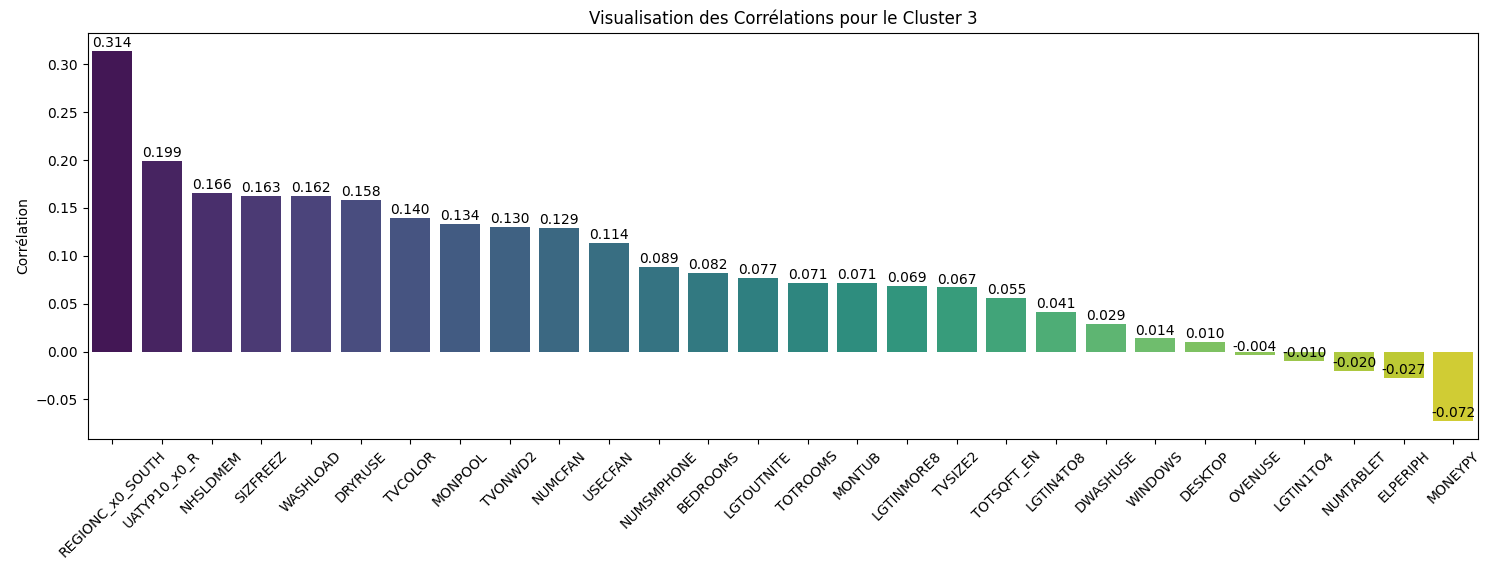 Visualisation des Corrélations pour le Cluster 3
Corrélation
0.30
0.25
0.20
0.15
0.10
0.05
0.00
−0.05
0.314
0.199
0.166
0.163
0.162
0.158
0.140
0.134
0.130
0.129
0.114
0.089
0.082
0.077
0.071
0.071
0.069
0.067
0.055
0.041
0.029
0.014
0.010
-0.004
-0.010
-0.020
-0.027
-0.072
REGIONC_x0_SOUTH
UATYP10_x0_R
NHSLDMEM
SIZFREEZ
WASHLOAD
DRYRUSE
TVCOLOR
MONPOOL
TVONWD2
NUMCFAN
USECFAN
NUMSMPHONE
BEDROOMS
LGTOUTNITE
TOTROOMS
MONTUB
LGTINMORE8
TVSIZE2
TOTSQFT_EN
LGTIN4TO8
DWASHUSE
WINDOWS
DESKTOP
OVENUSE
LGTIN1TO4
NUMTABLET
ELPERIPH
MONEYPY